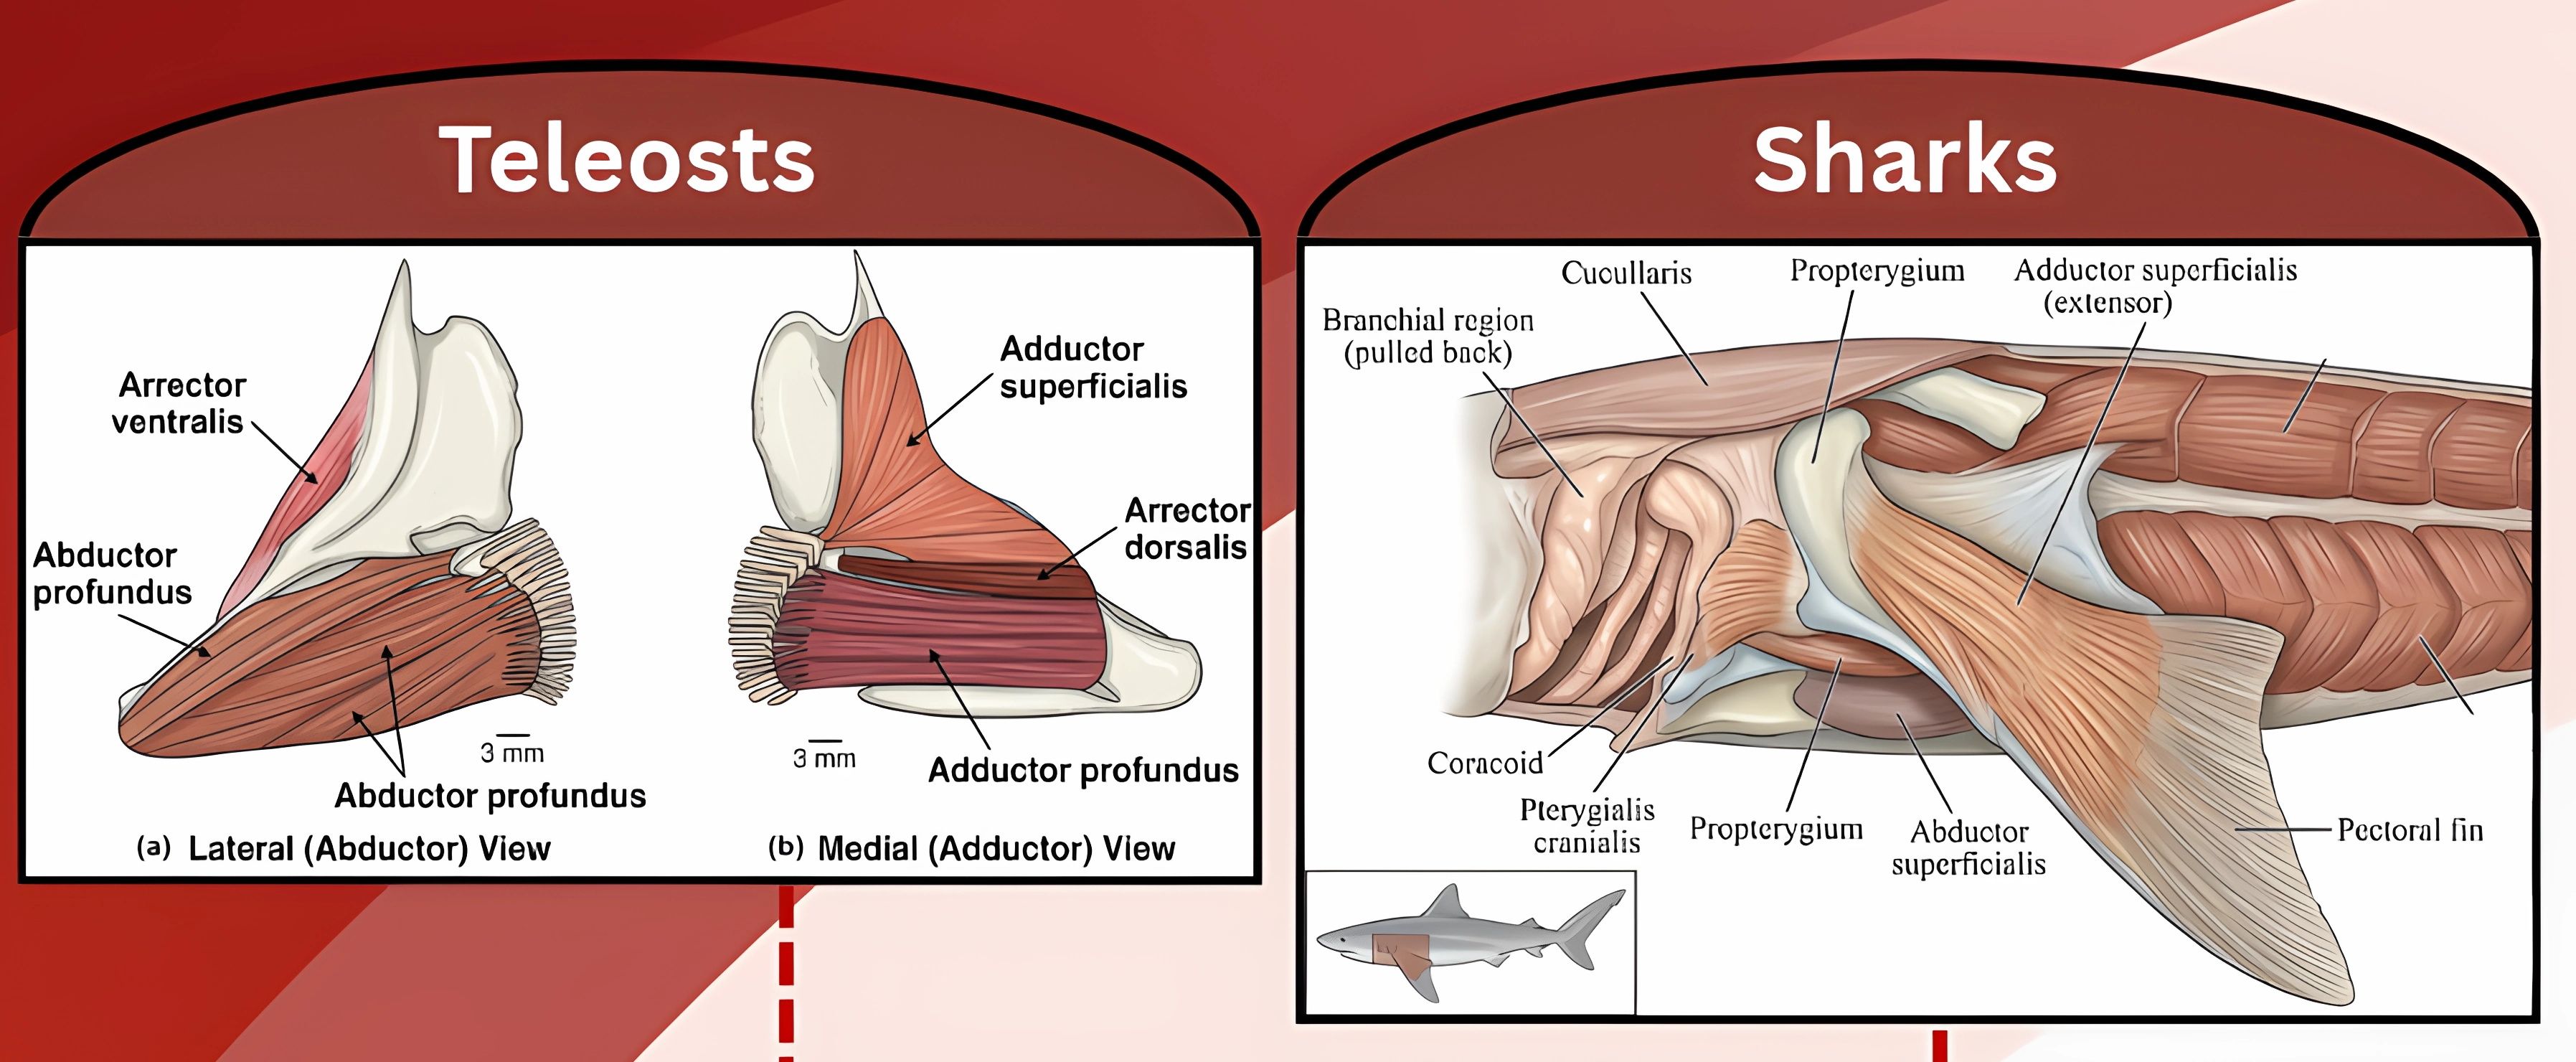 Teleosts
Arrector
ventralis
Abductor
profundus
Abductor profundus
3 mm
(a) Lateral (Abductor) View
Adductor
superficialis
Arrector
dorsalis
Adductor profundus
3 mm
(b) Medial (Adductor) View
Sharks
Cucullaris
Propterygium
Adductor superficialis
(extensor)
Branchial region
(pulled back)
Coracoid
Pterygialis
cranialis
Propterygium
Abductor
superficialis
Pectoral fin